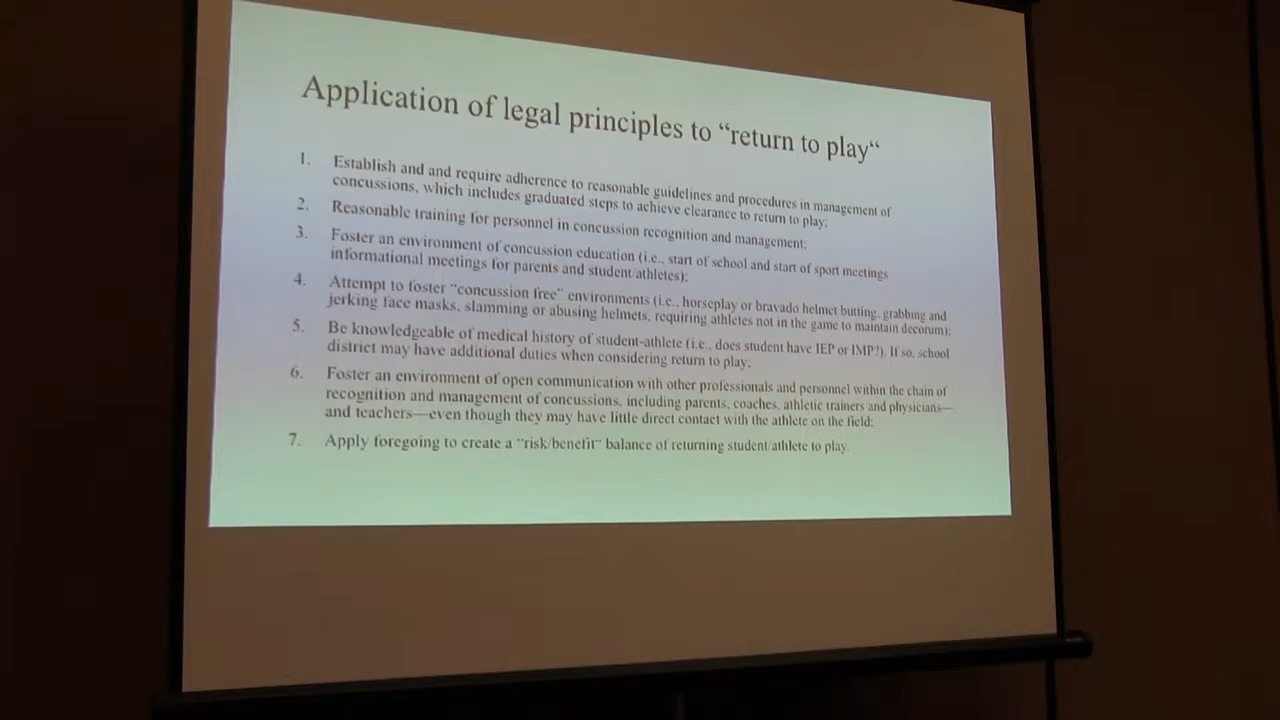 Application of legal principles to “return to play“
1. Establish and and require adherence to reasonable guidelines and procedures in management of
concussions, which includes graduated steps to achieve clearance to return to play;
2. Reasonable training for personnel in concussion recognition and management;
3. Foster an environment of concussion education (i.e., start of school and start of sport meetings
informational meetings for parents and student/athletes);
4. Attempt to foster “concussion free” environments (i.e., horseplay or bravado helmet butting, grabbing and
jerking face masks, slamming or abusing helmets, requiring athletes not in the game to maintain decorum);
5. Be knowledgeable of medical history of student-athlete (i.e., does student have IEP or IMP?). If so, school
district may have additional duties when considering return to play;
6. Foster an environment of open communication with other professionals and personnel within the chain of
recognition and management of concussions, including parents, coaches, athletic trainers and physicians—
and teachers—even though they may have little direct contact with the athlete on the field;
7. Apply foregoing to create a “risk/benefit” balance of returning student/athlete to play.